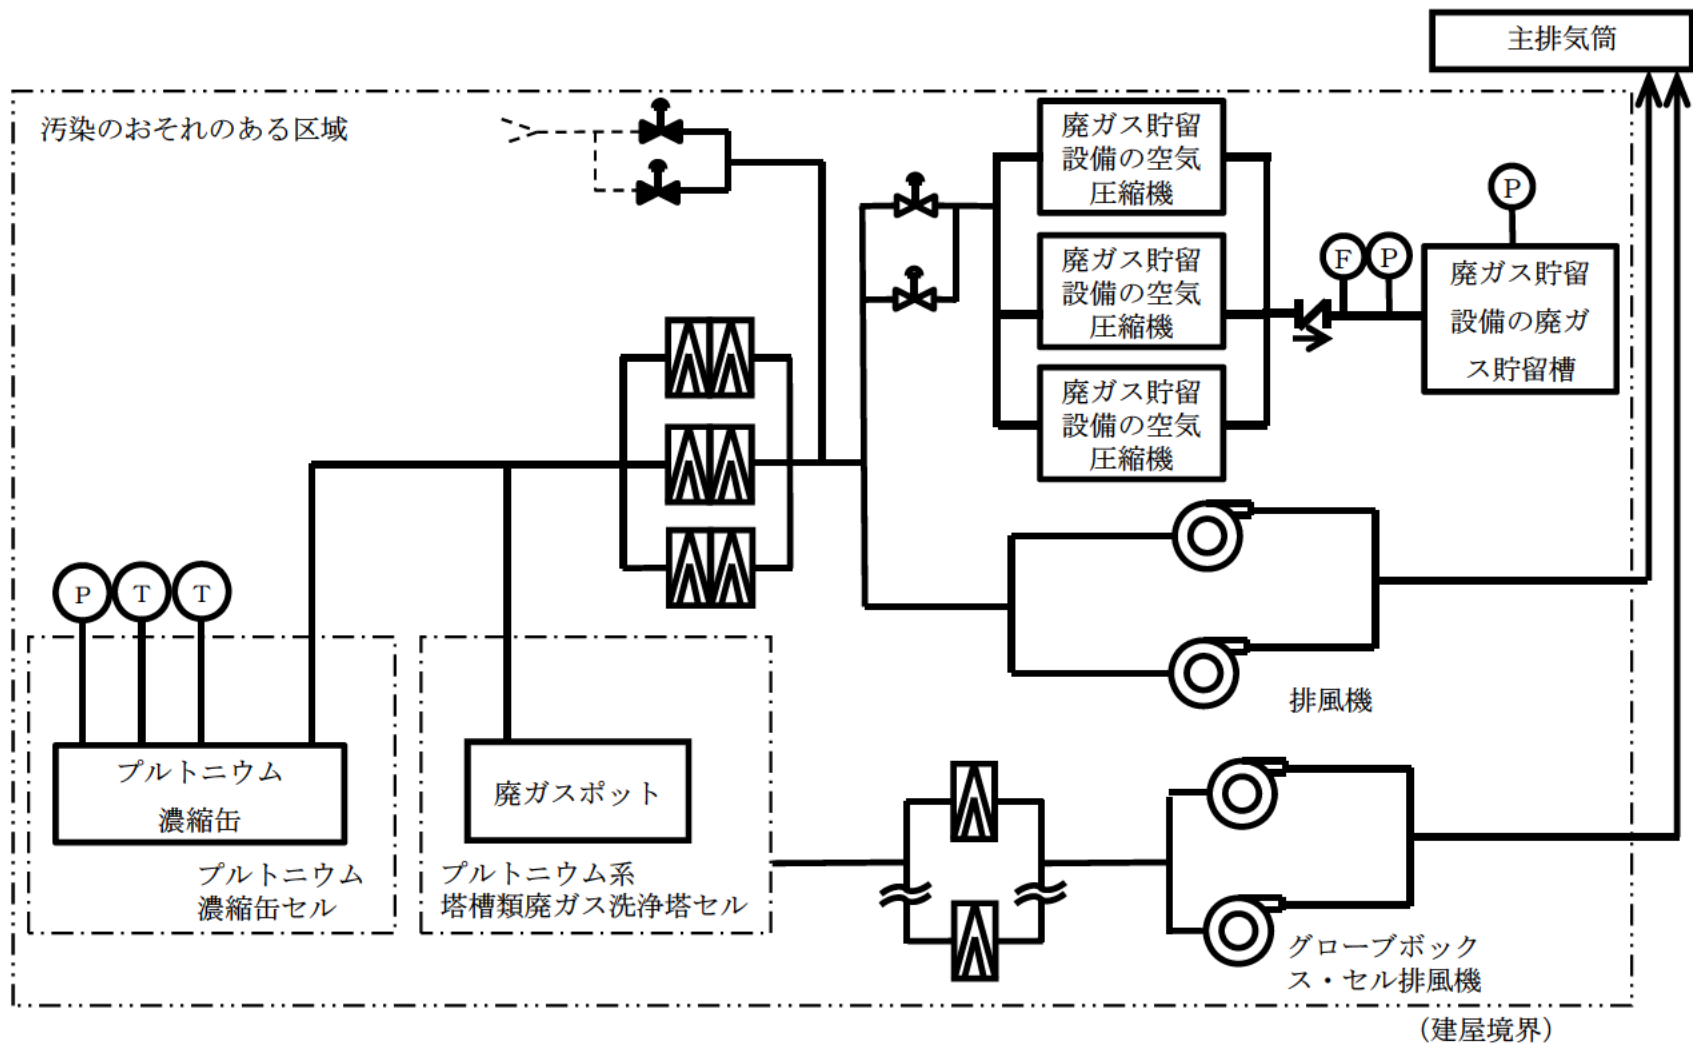 主排気筒
汚染のおそれのある区域
廃ガス貯留
設備の空気
圧縮機
P
廃ガス貯留
設備の空気
圧縮機
F
P
廃ガス貯留
設備の廃ガ
ス貯留槽
廃ガス貯留
設備の空気
圧縮機
P
T
T
排風機
プルトニウム
濃縮缶
廃ガスポット
プルトニウム
濃縮缶セル
プルトニウム系
塔槽類廃ガス洗浄塔セル
グローブボック
ス・セル排風機
（建屋境界）